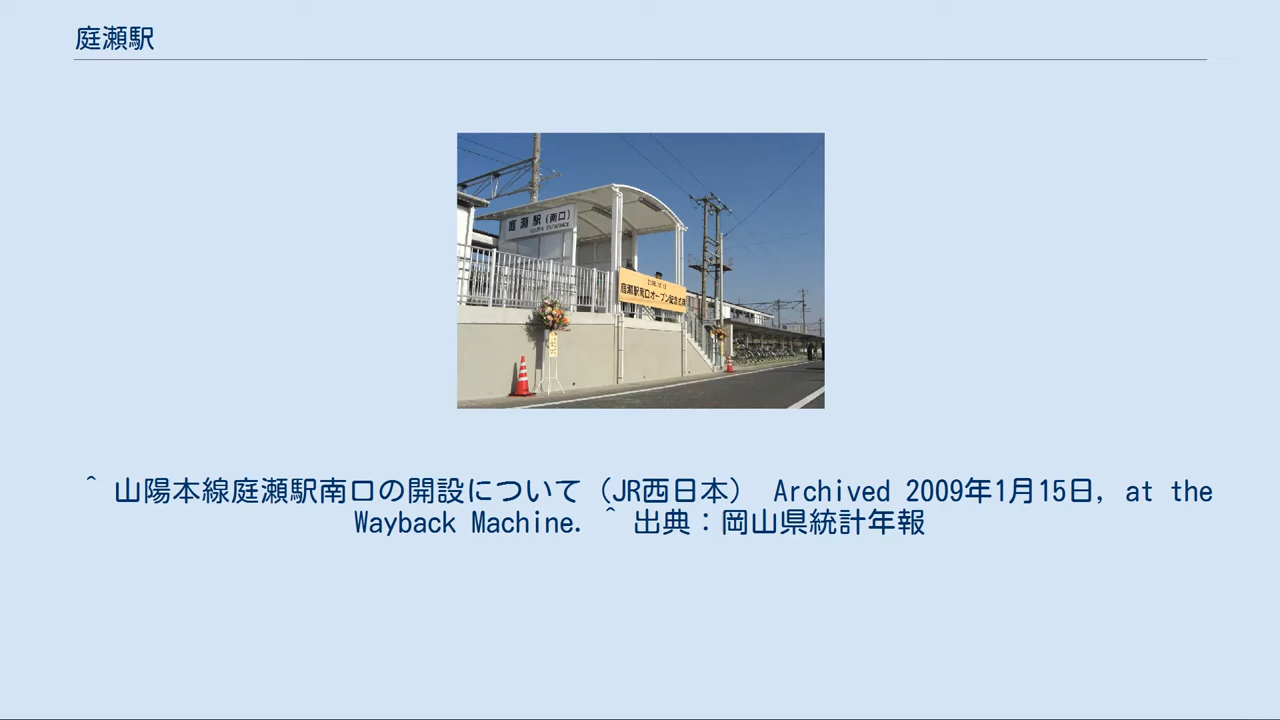 庭瀬駅
庭瀬駅(南口)
SOUTH ENTRANCE
庭瀬駅南口オープン記念式典
^ 山陽本線庭瀬駅南口の開設について（JR西日本） Archived 2009年1月15日, at the
Wayback Machine. ^ 出典：岡山県統計年報